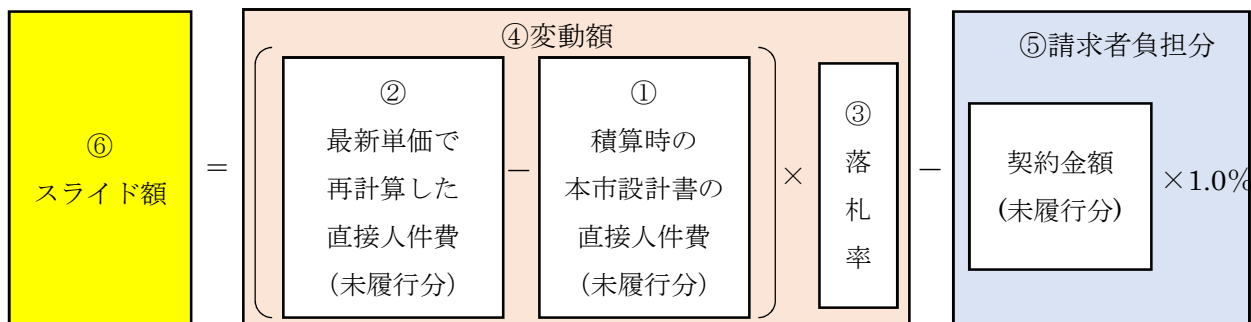 ⑥
スライド額
=
④変動額
②
最新単価で
再計算した
直接人件費
(未履行分)
−
①
積算時の
本市設計書の
直接人件費
(未履行分)
×
③
落
札
率
−
⑤請求者負担分
契約金額
(未履行分)
×1.0%